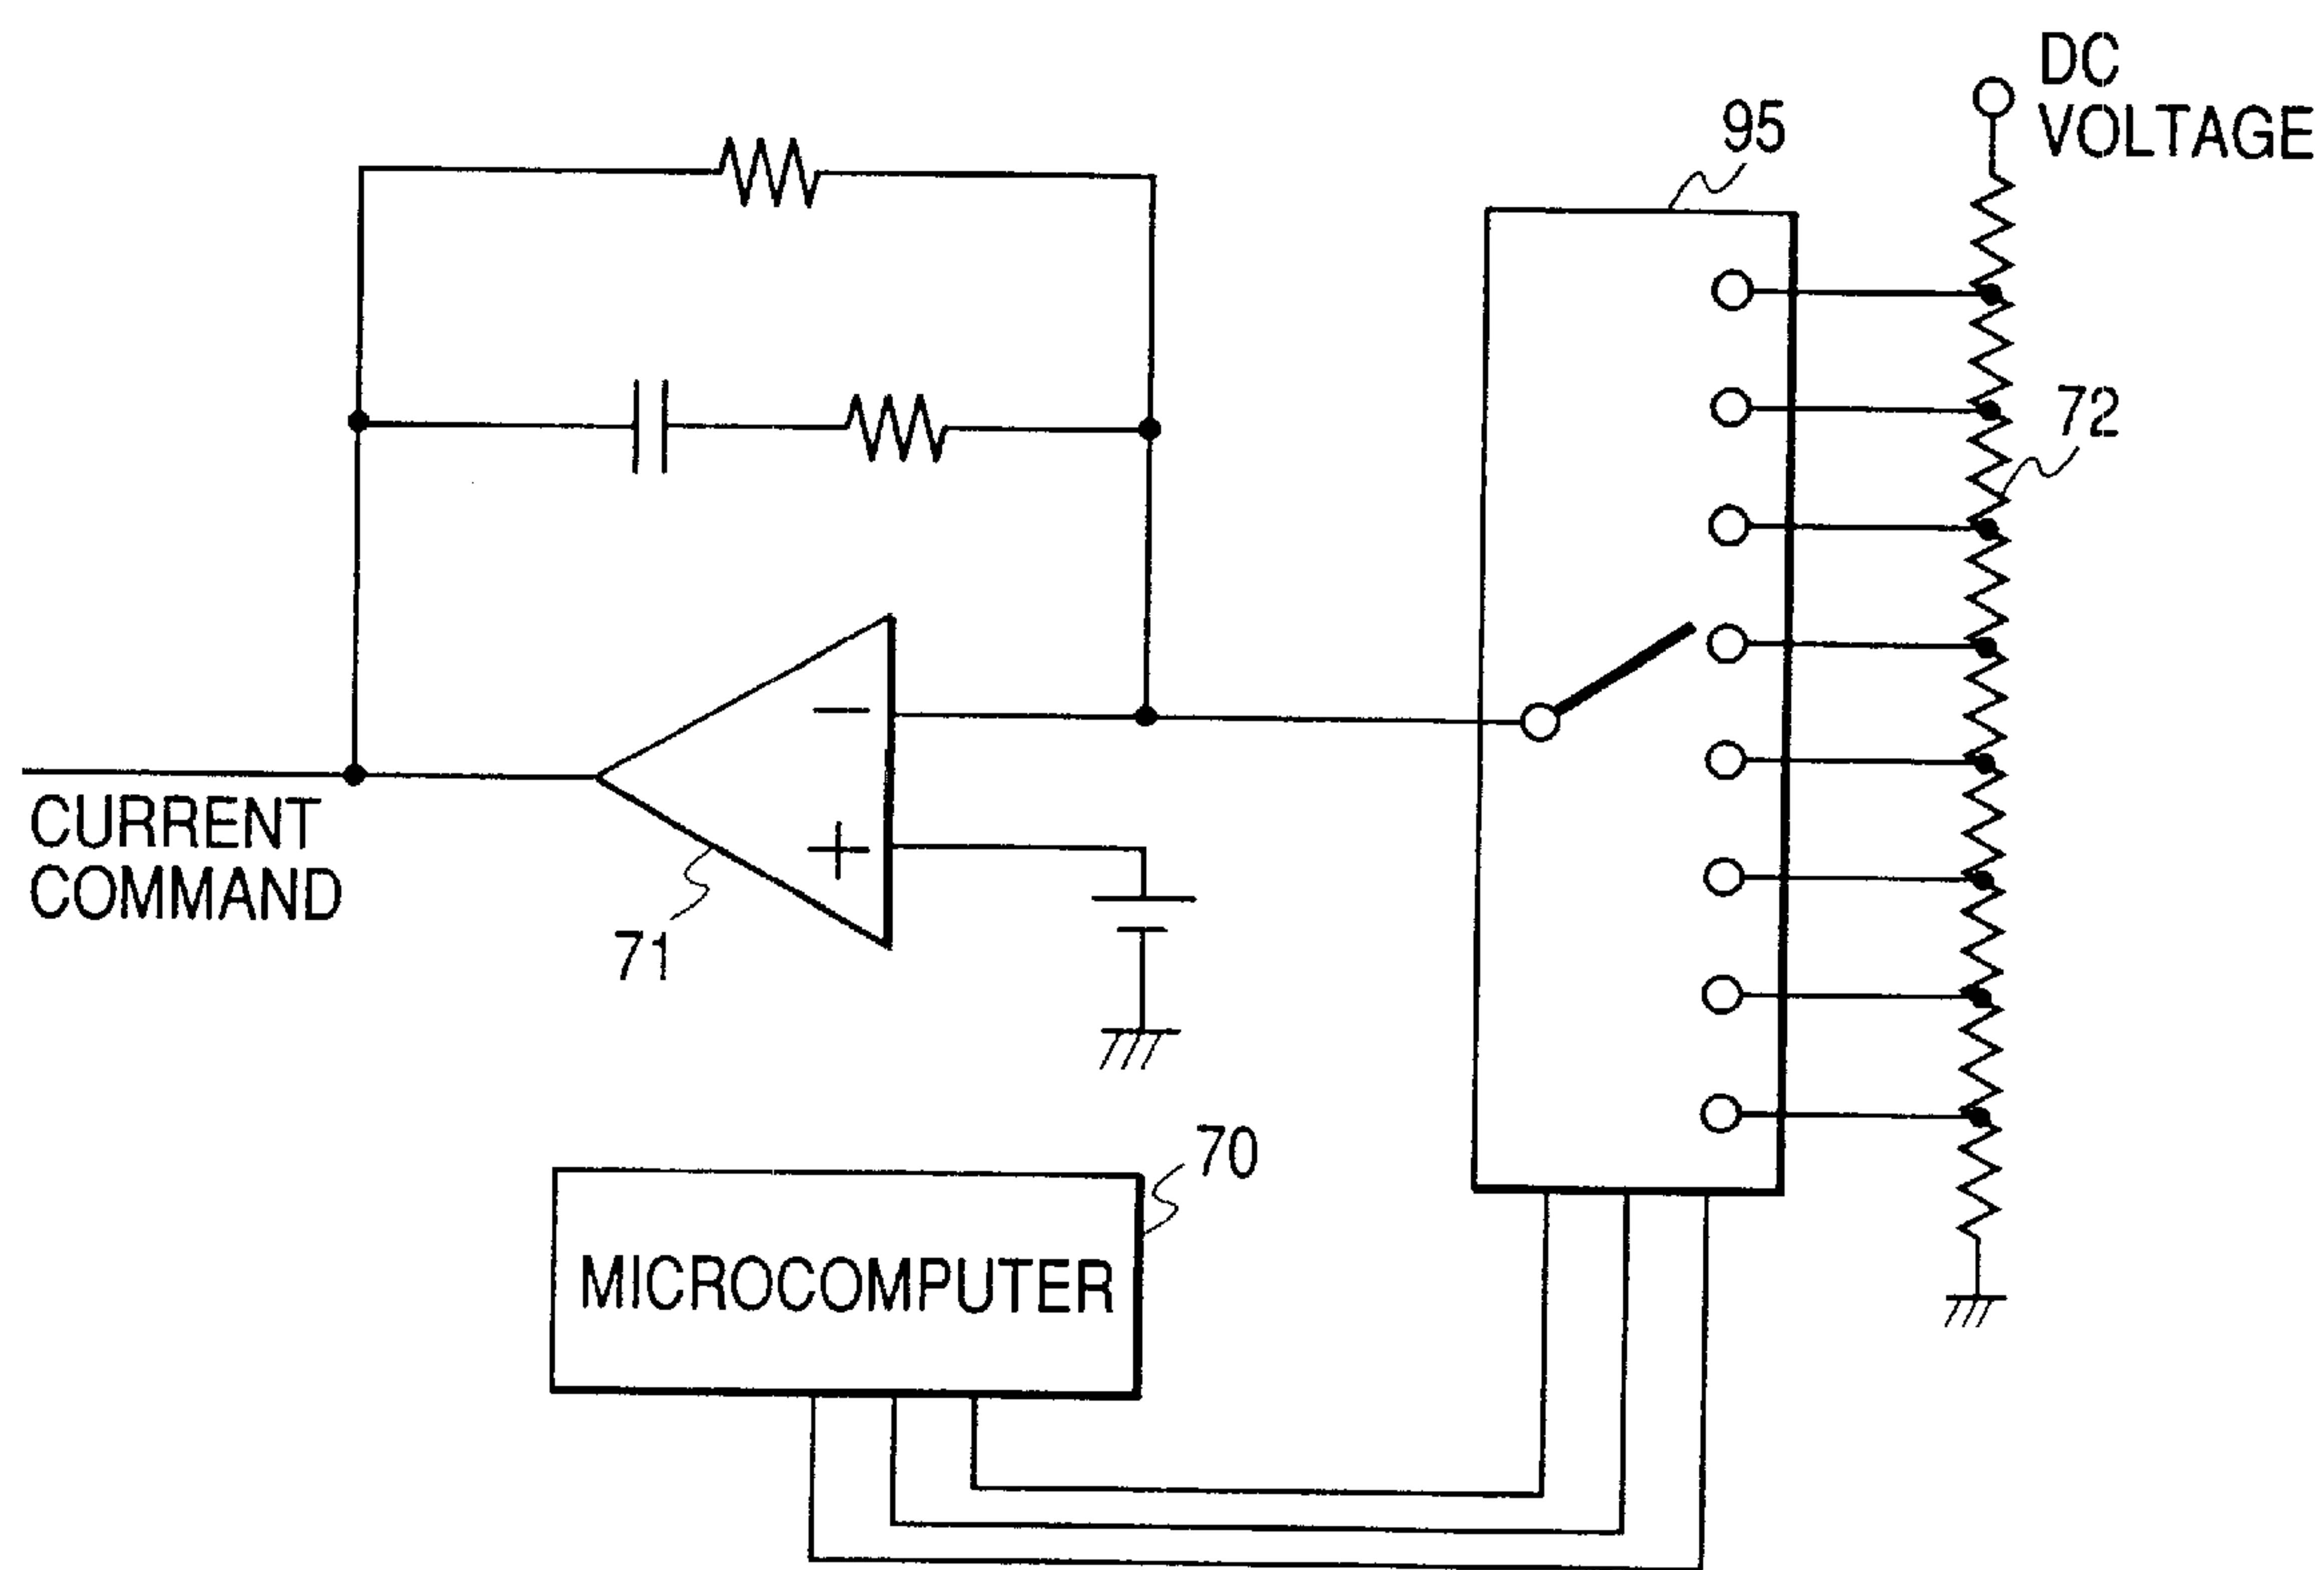 DC
VOLTAGE
95
72
−
+
CURRENT
COMMAND
71
70
MICROCOMPUTER